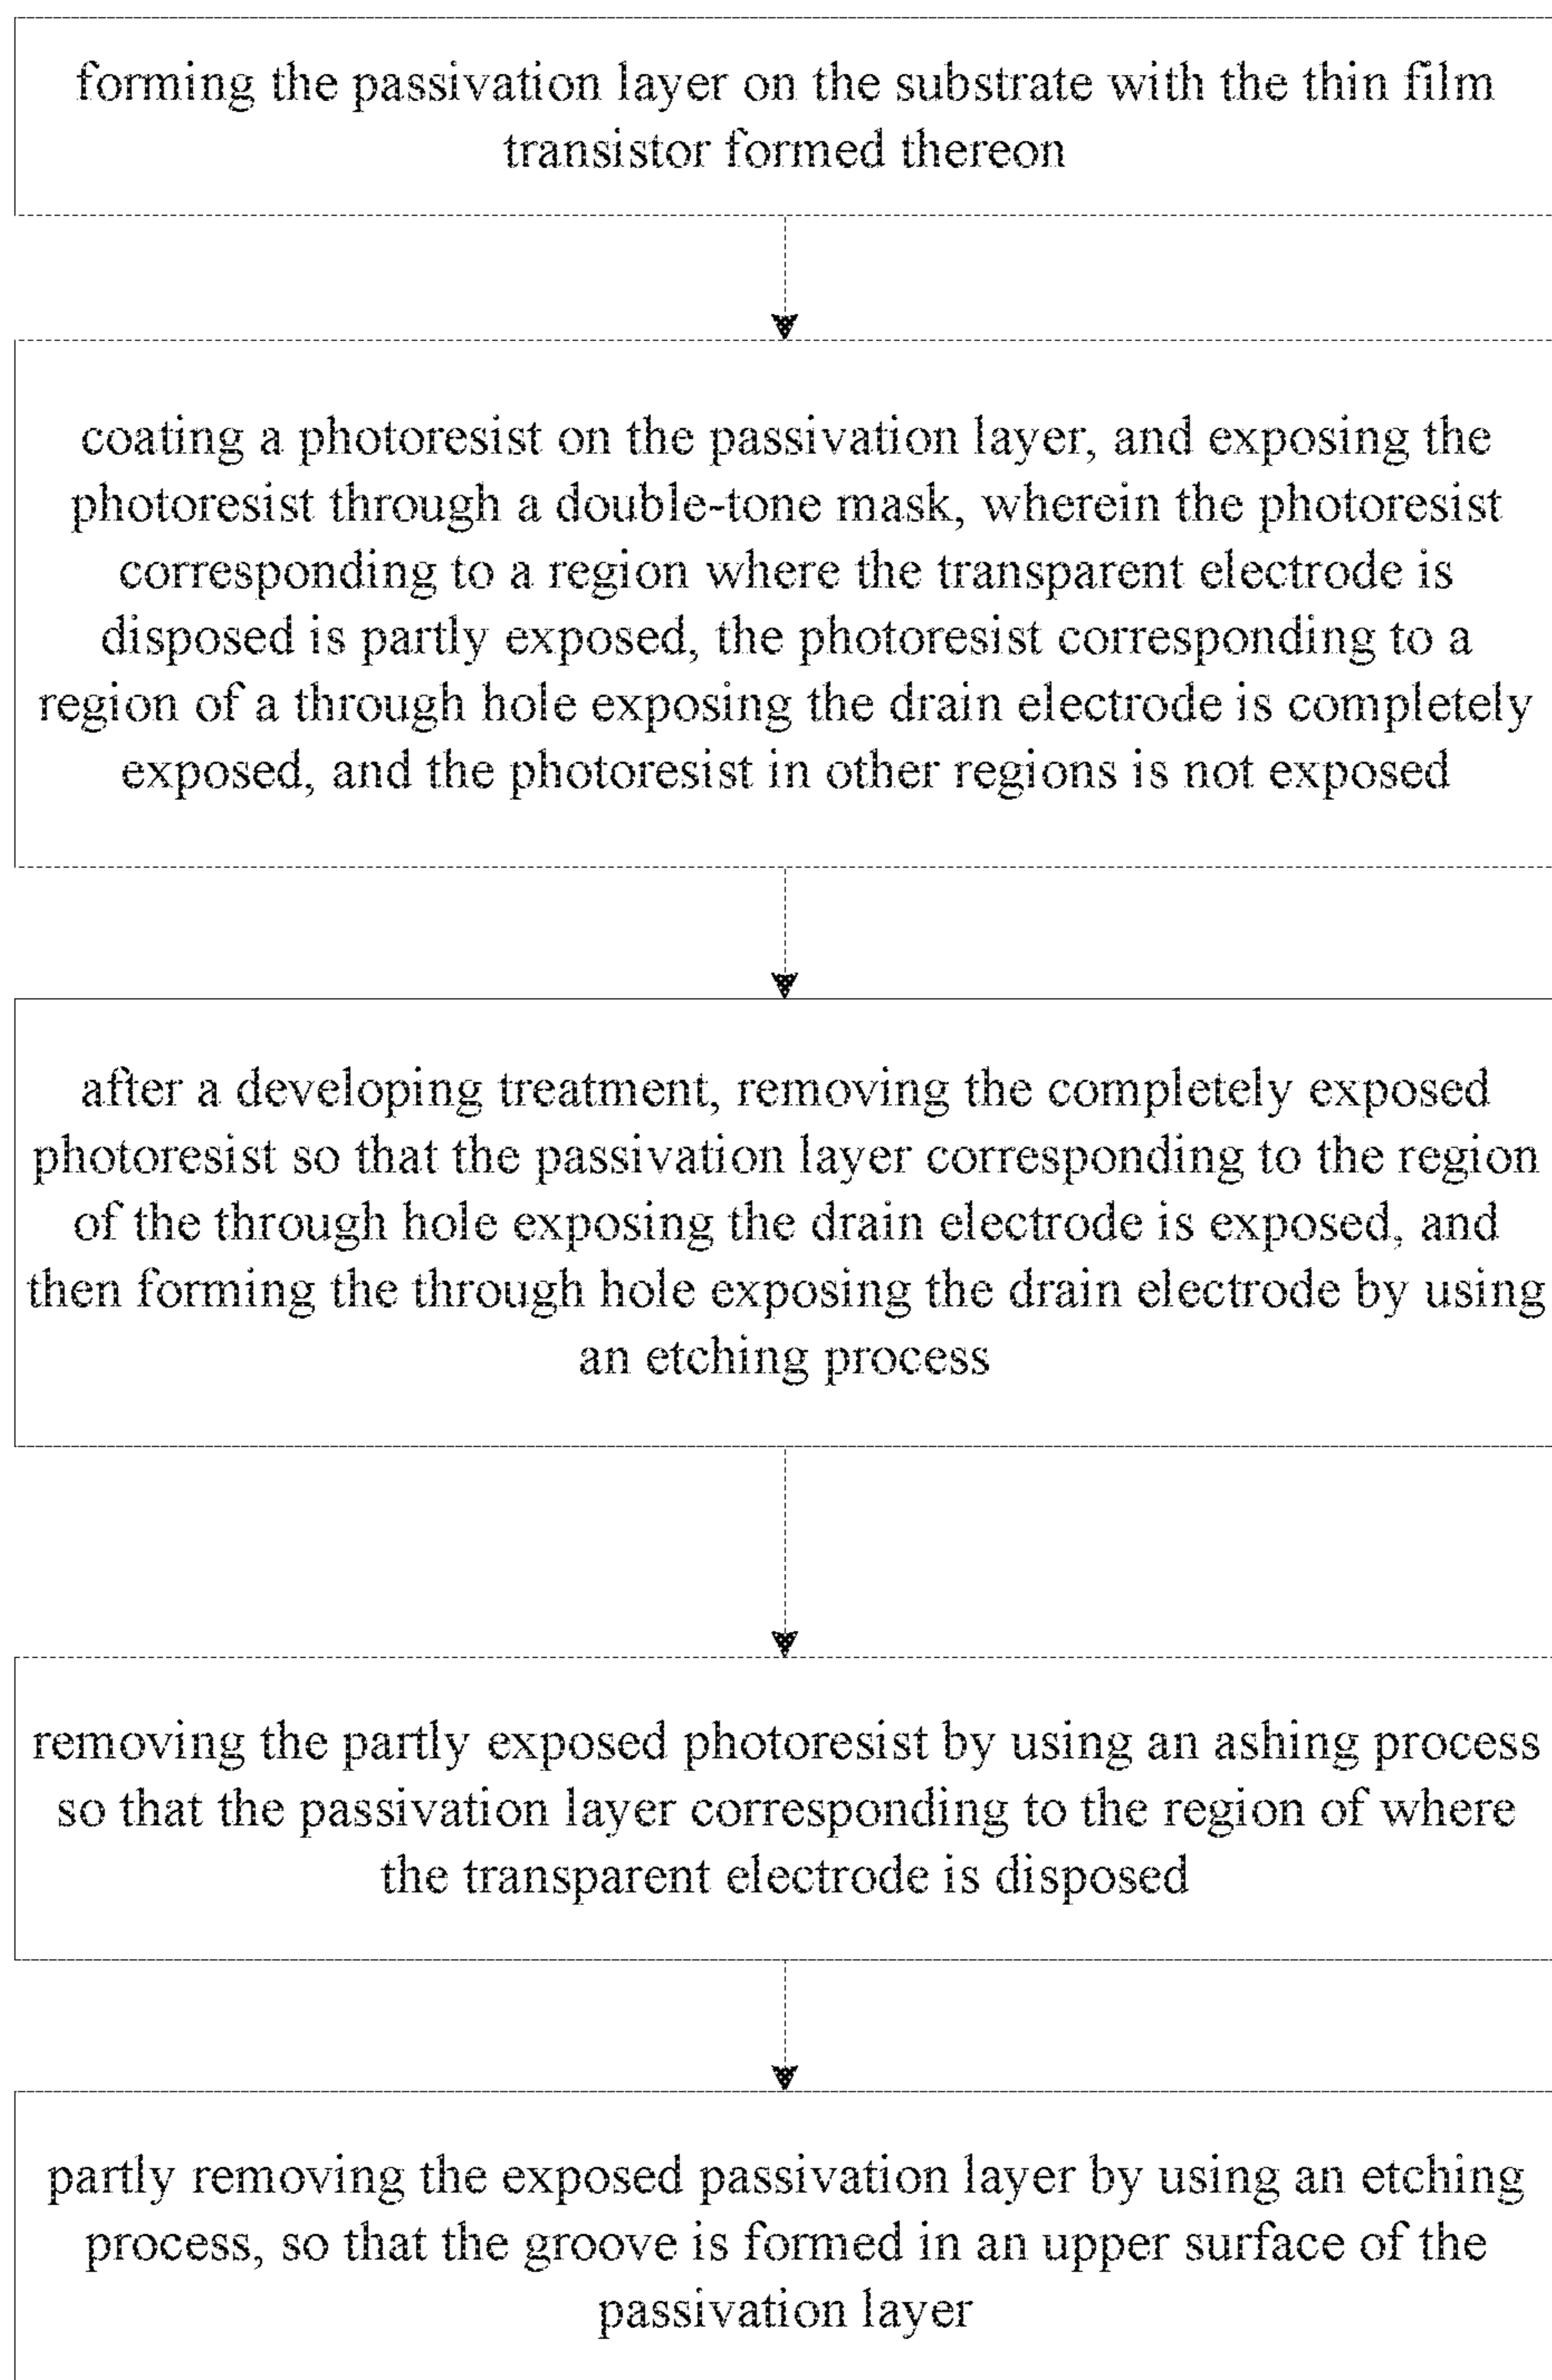 forming the passivation layer on the substrate with the thin film
transistor formed thereon
coating a photoresist on the passivation layer, and exposing the
photoresist through a double-tone mask, wherein the photoresist
corresponding to a region where the transparent electrode is
disposed is partly exposed, the photoresist corresponding to a
region of a through hole exposing the drain electrode is completely
exposed, and the photoresist in other regions is not exposed
after a developing treatment, removing the completely exposed
photoresist so that the passivation layer corresponding to the region
of the through hole exposing the drain electrode is exposed, and
then forming the through hole exposing the drain electrode by using
an etching process
removing the partly exposed photoresist by using an ashing process
so that the passivation layer corresponding to the region of where
the transparent electrode is disposed
partly removing the exposed passivation layer by using an etching
process, so that the groove is formed in an upper surface of the
passivation layer